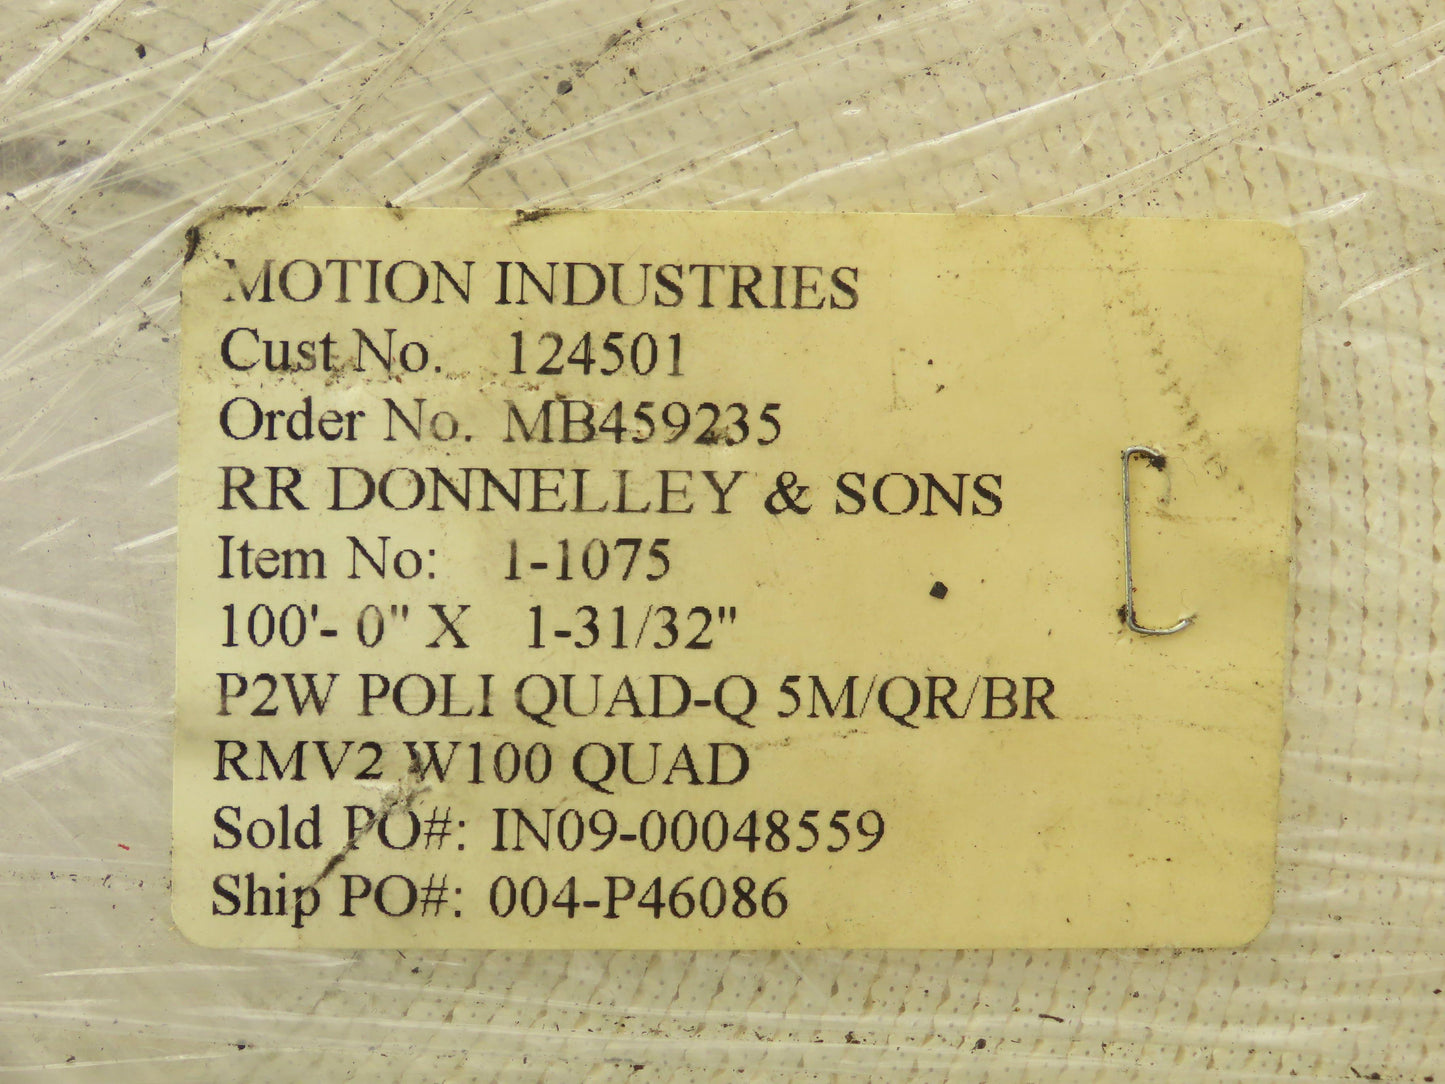 MOTION INDUSTRIES
Cust No. 124501
Order No. MB459235
RR DONNELLEY & SONS
Item No: 1-1075
100'- 0" X 1-31/32"
P2W POLI QUAD-Q 5M/QR/BR
RMV2 W100 QUAD
Sold PO#: IN09-00048559
Ship PO#: 004-P46086